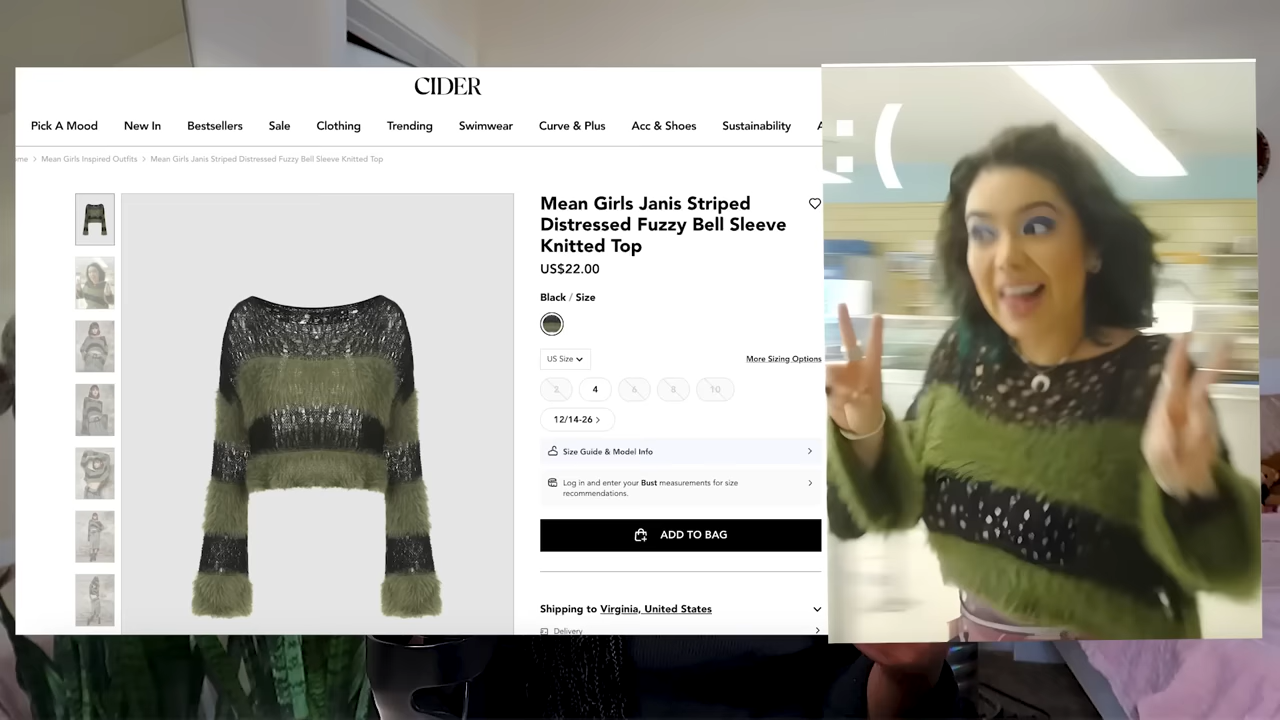 CIDER
Pick A Mood New In Bestsellers Sale Clothing Trending Swimwear Curve & Plus Acc & Shoes Sustainability A
ome > Mean Girls Inspired Outfits > Mean Girls Janis Striped Distressed Fuzzy Bell Sleeve Knitted Top
:(
Mean Girls Janis Striped
Distressed Fuzzy Bell Sleeve
Knitted Top
US$22.00
Black / Size
US Size
More Sizing Options
2 4 6 8 10
12/14-26 >
Size Guide & Model Info
Log in and enter your Bust measurements for size
recommendations.
ADD TO BAG
Shipping to Virginia, United States
Delivery